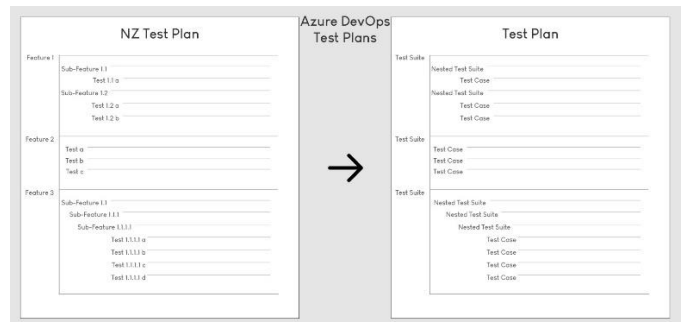 Azure DevOps
Test Plans
NZ Test Plan
Feature 1
Sub-Feature 1.1
Test 1.1 a
Sub-Feature 1.2
Test 1.2 a
Test 1.2 b
Feature 2
Test a
Test b
Test c
Feature 3
Sub-Feature 1.1
Sub-Feature 1.1.1
Sub-Feature 1.1.1.1
Test 1.1.1.1 a
Test 1.1.1.1 b
Test 1.1.1.1 c
Test 1.1.1.1 d
Test Plan
Test Suite
Nested Test Suite
Test Case
Nested Test Suite
Test Case
Test Case
Test Suite
Test Case
Test Case
Test Case
Test Suite
Nested Test Suite
Nested Test Suite
Nested Test Suite
Test Case
Test Case
Test Case
Test Case